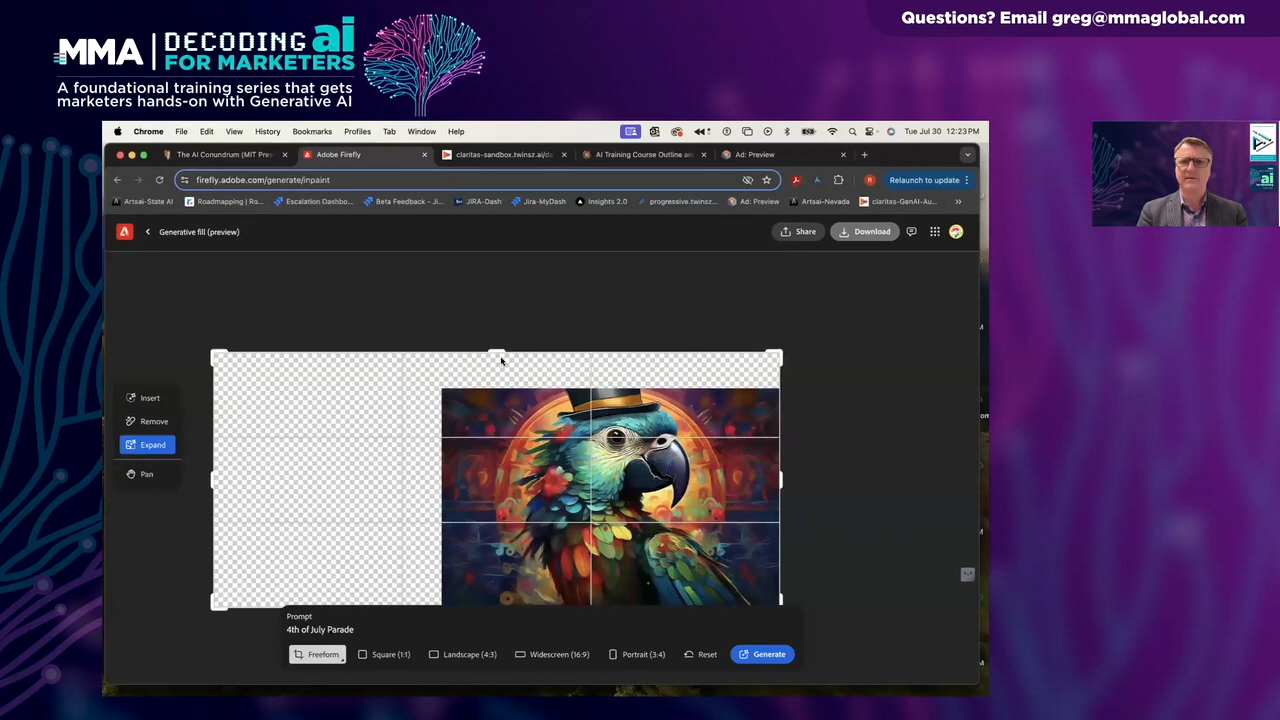 Questions? Email greg@mmaglobal.com
MMA DECODING ai
FOR MARKETERS
A foundational training series that gets
marketers hands-on with Generative AI
Chrome File Edit View History Bookmarks Profiles Tab Window Help Tue Jul 30 12:23 PM
The AI Conundrum (MIT Pres Adobe Firefly claritas-sandbox.twinsz.ai/da AI Training Course Outline an Ad: Preview
firefly.adobe.com/generate/inpaint Relaunch to update
Artsai-State AI Roadmapping | Ro... Escalation Dashbo... Beta Feedback – Ji... JIRA-Dash Jira-MyDash Insights 2.0 progressive.twinsz... Ad: Preview Artsai-Nevada claritas-GenAI-Au...
Generative fill (preview) Share Download
Insert
Remove
Expand
Pan
Prompt
4th of July Parade
Freeform Square (1:1) Landscape (4:3) Widescreen (16:9) Portrait (3:4) Reset Generate